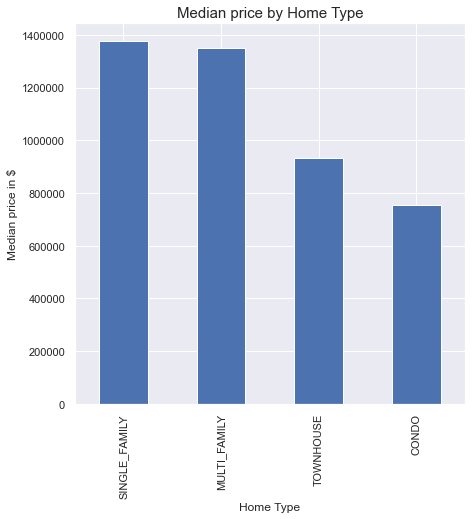 Median price by Home Type
1400000
1200000
1000000
800000
600000
400000
200000
0
Median price in $
SINGLE_FAMILY
MULTI_FAMILY
TOWNHOUSE
CONDO
Home Type